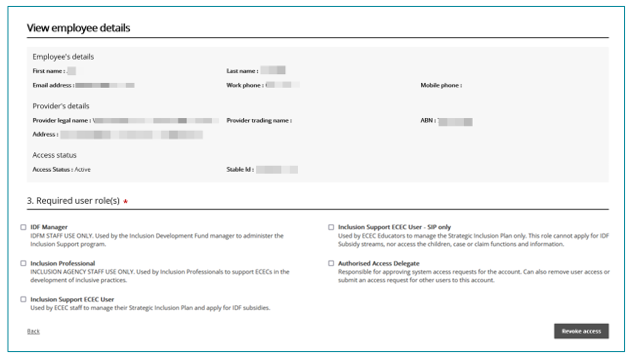 View employee details
Employee's details
First name : Last name :
Email address : Work phone : Mobile phone :
Provider's details
Provider legal name : Provider trading name : ABN :
Address :
Access status
Access Status : Active Stable Id :
3. Required user role(s) *
IDF Manager
IDFM STAFF USE ONLY. Used by the Inclusion Development Fund manager to administer the
Inclusion Support program.
Inclusion Support ECEC User - SIP only
Used by ECEC Educators to manage the Strategic Inclusion Plan only. This role cannot apply for IDF
Subsidy streams, nor access the children, case or claim functions and information.
Inclusion Professional
INCLUSION AGENCY STAFF USE ONLY. Used by Inclusion Professionals to support ECECs in the
development of inclusive practices.
Authorised Access Delegate
Responsible for approving system access requests for the account. Can also remove user access or
submit an access request for other users to this account.
Inclusion Support ECEC User
Used by ECEC staff to manage their Strategic Inclusion Plan and apply for IDF subsidies.
Back
Revoke access